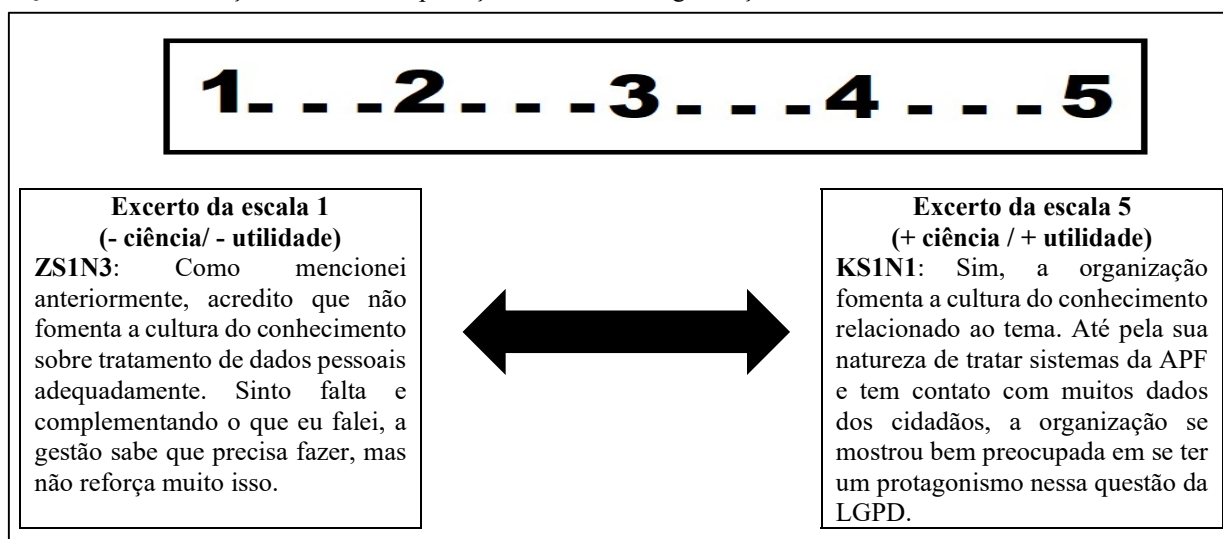 1- - -2- - -3- - -4 - - -5
Excerto da escala 1
(- ciência/ - utilidade)
ZS1N3: Como mencionei
anteriormente, acredito que não
fomenta a cultura do conhecimento
sobre tratamento de dados pessoais
adequadamente. Sinto falta e
complementando o que eu falei, a
gestão sabe que precisa fazer, mas
não reforça muito isso.
Excerto da escala 5
(+ ciência / + utilidade)
KS1N1: Sim, a organização
fomenta a cultura do conhecimento
relacionado ao tema. Até pela sua
natureza de tratar sistemas da APF
e tem contato com muitos dados
dos cidadãos, a organização se
mostrou bem preocupada em se ter
um protagonismo nessa questão da
LGPD.